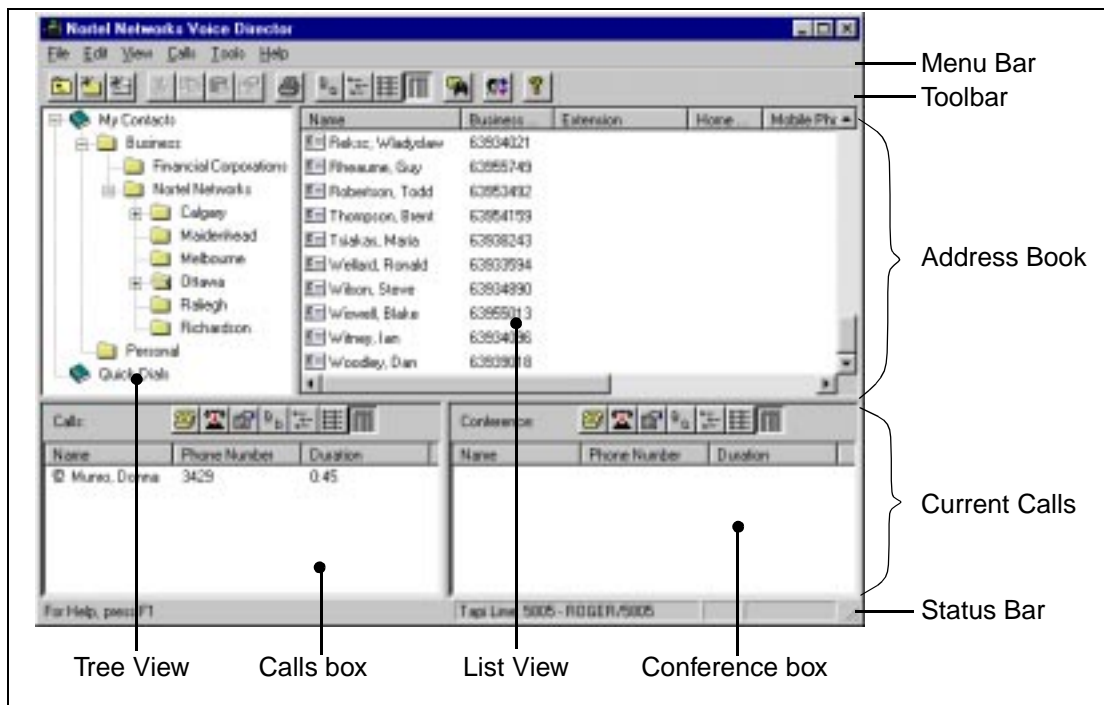 Nortel Networks Voice Director
File Edit View Calls Tools Help
Menu Bar
Toolbar
My Contacts
Business
Financial Corporations
Nortel Networks
Calgary
Maidenhead
Melbourne
Ottawa
Raleigh
Richardson
Personal
Quick Dials
Name Business ... Extension Home ... Mobile Phc
Wladyslaw 63934021
Rheaume, Guy 63955749
Robertson, Todd 63953492
Thompson, Brent 63954159
Tsiakas, Maria 63938243
Wellard, Ronald 63933594
Wilson, Steve 63934890
Blake
Witney, Ian
Woodley, Dan
Address Book
Calls:
Name Phone Number Duration
Munro, Donna 3429 0:45
Conference:
Name Phone Number Duration
Current Calls
For Help, press F1
Tapi Line: 5005 - ROGER/5005
Status Bar
Tree View
Calls box
List View
Conference box